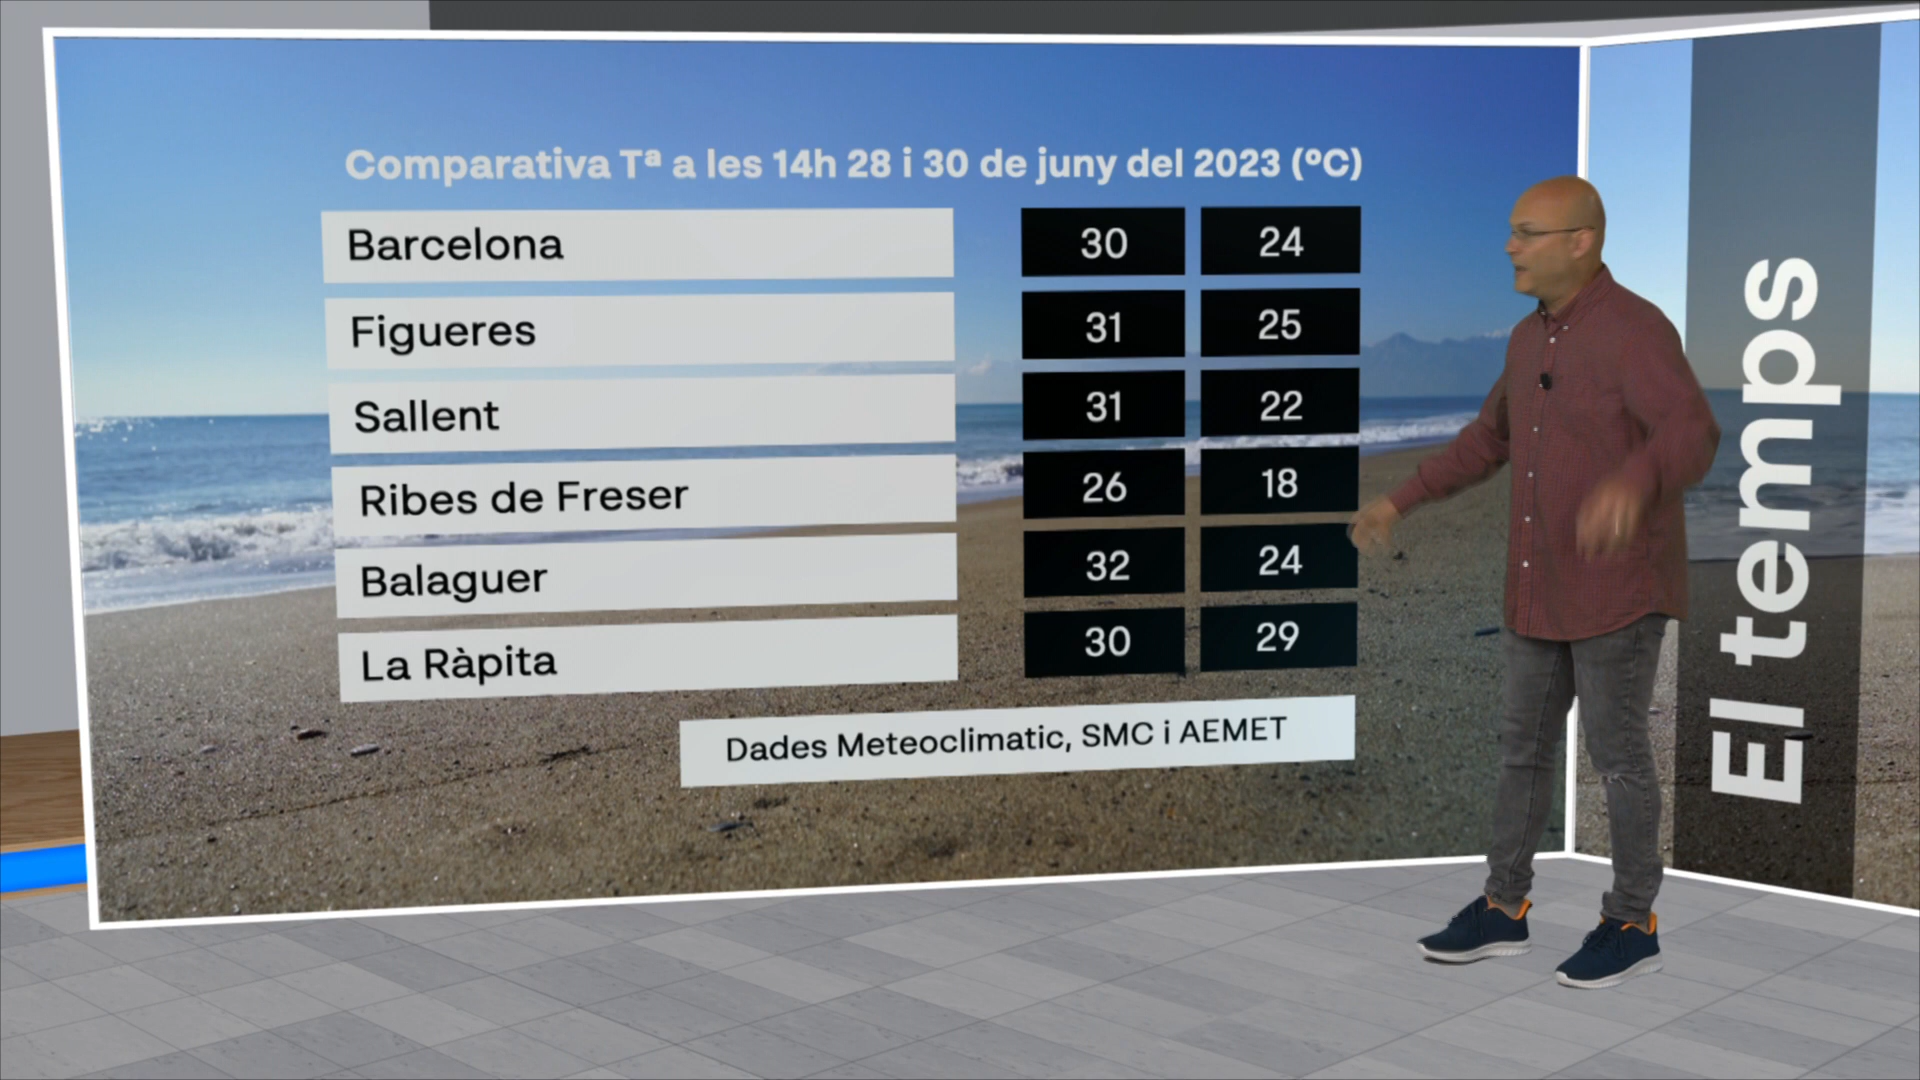 Comparativa Tª a les 14h 28 i 30 de juny del 2023 (ºC)
Barcelona 30 24
Figueres 31 25
Sallent 31 22
Ribes de Freser 26 18
Balaguer 32 24
La Ràpita 30 29
Dades Meteoclimatic, SMC i AEMET
El temps